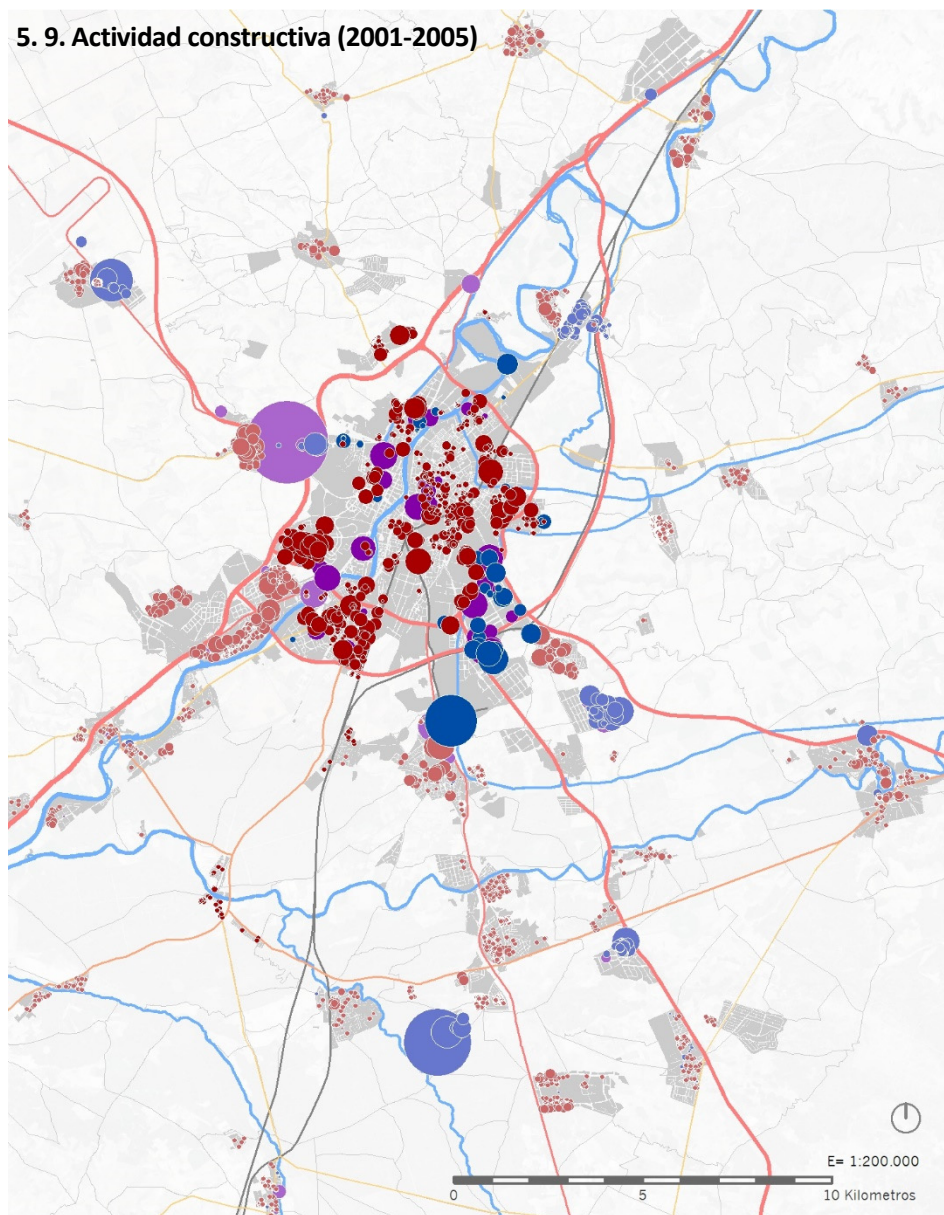 5. 9. Actividad constructiva (2001-2005)
E= 1:200.000
0 5 10 Kilometros